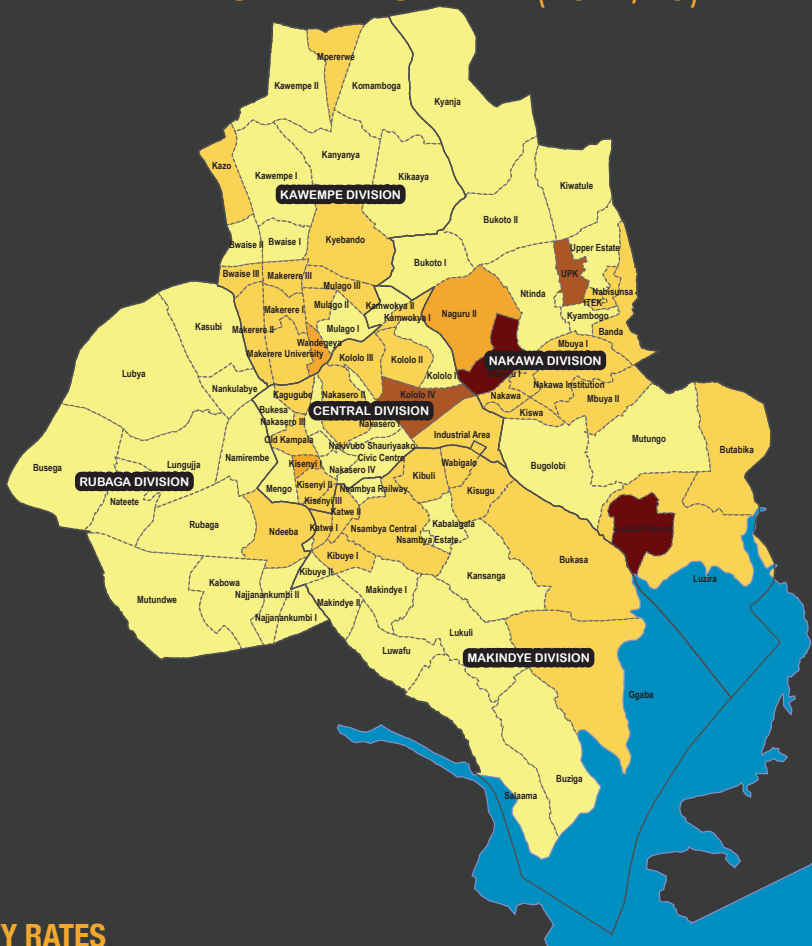 Mpererwe
Kawempe II
Komamboga
Kyanja
Kanyanya
Kazo
Kawempe I
Kikaaya
Kiwatule
KAWEMPE DIVISION
Bukoto II
Bwaise II
Bwaise I
Kyebando
Upper Estate
Bukoto I
UPK
Bwaise III
Makerere III
Mulago III
Ntinda
Nabisunsa
ITEK
Kamwokya II
Mulago II
Makerere I
Kamwokya I
Naguru II
Kyambogo
Kasubi
Makerere II
Mulago I
Banda
Wandegeya
Mbuya I
Makerere University
Kololo III
Kololo II
NAKAWA DIVISION
Lubya
Kololo I
Nankulabye
Nakawa Institution
Kagugube
Nakasero II
Kololo IV
Nakawa
Mbuya II
Bukesa
CENTRAL DIVISION
Kiswa
Nakasero III
Nakasero I
Industrial Area
Old Kampala
Mutungo
Nakivubo Shauriyaako
Butabika
Namirembe
Civic Centre
Busega
Lungujja
Kisenyi I
Nakasero IV
Wabigalo
Bugolobi
RUBAGA DIVISION
Kibuli
Mengo
Kisenyi II
Nsambya Railway
Kisugu
Nateete
Kisenyi III
Katwe II
Rubaga
Ndeeba
Katwe I
Nsambya Central
Kabalagala
Nsambya Estate
Kibuye I
Bukasa
Kibuye II
Kansanga
Luzira
Kabowa
Makindye I
Mutundwe
Najjanankumbi II
Makindye II
Najjanankumbi I
Lukuli
Luwafu
MAKINDYE DIVISION
Ggaba
Buziga
Salaama
Y RATES